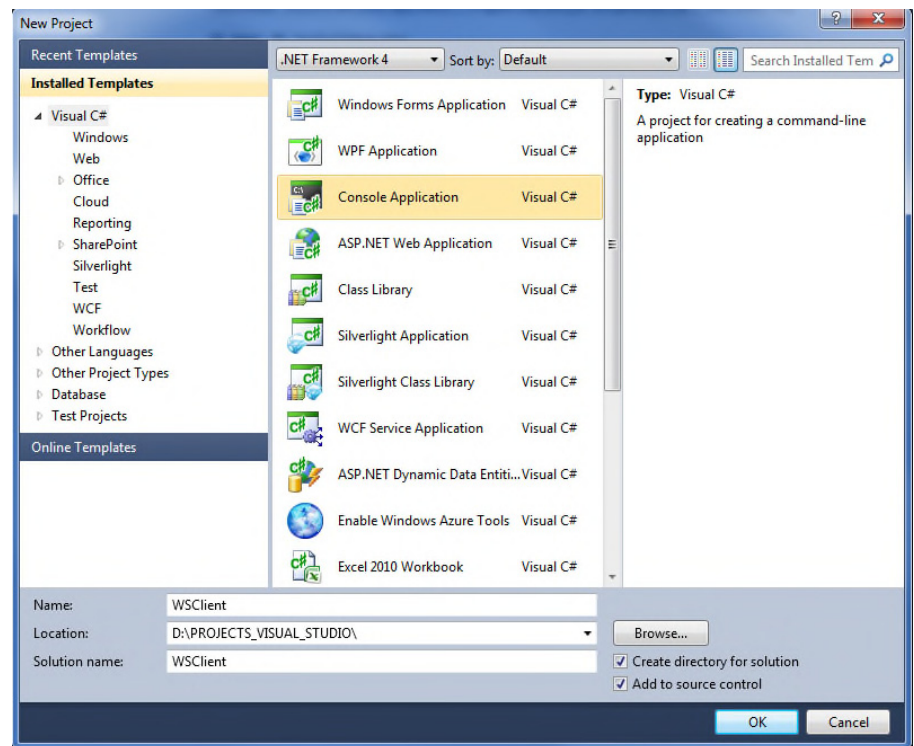 New Project
Recent Templates
Installed Templates
Visual C#
Windows
Web
Office
Cloud
Reporting
SharePoint
Silverlight
Test
WCF
Workflow
Other Languages
Other Project Types
Database
Test Projects
Online Templates
.NET Framework 4 Sort by: Default Search Installed Tem
Windows Forms Application Visual C#
WPF Application Visual C#
Console Application Visual C#
ASP.NET Web Application Visual C#
Class Library Visual C#
Silverlight Application Visual C#
Silverlight Class Library Visual C#
WCF Service Application Visual C#
ASP.NET Dynamic Data Entiti... Visual C#
Enable Windows Azure Tools Visual C#
Excel 2010 Workbook Visual C#
Type: Visual C#
A project for creating a command-line
application
Name: WSClient
Location: D:\PROJECTS_VISUAL_STUDIO\ Browse...
Solution name: WSClient
Create directory for solution
Add to source control
OK Cancel